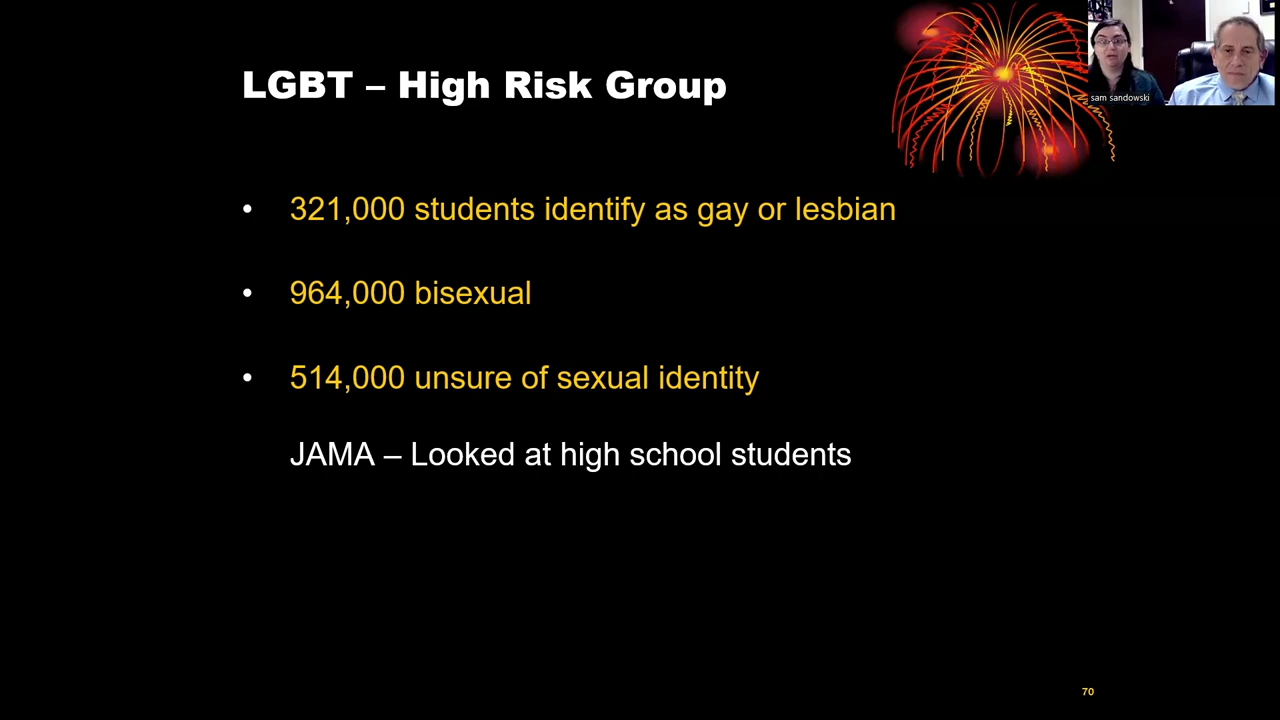 LGBT – High Risk Group
sam sandowski
• 321,000 students identify as gay or lesbian
• 964,000 bisexual
• 514,000 unsure of sexual identity
JAMA – Looked at high school students
70